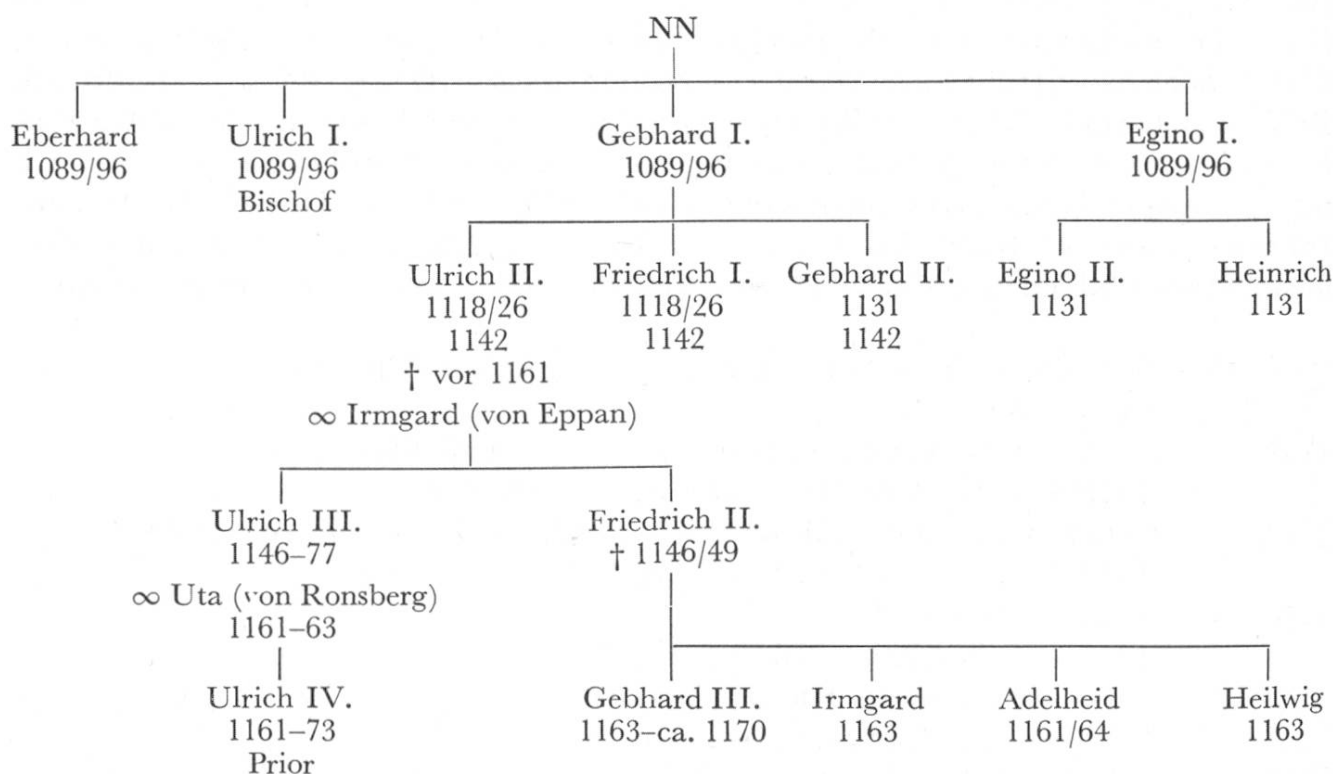 NN
Eberhard Ulrich I. Gebhard I. Egino I.
1089/96 1089/96 1089/96 1089/96
Bischof
Ulrich II. Friedrich I. Gebhard II. Egino II. Heinrich
1118/26 1118/26 1131 1131 1131
1142 1142 1142
† vor 1161
∞ Irmgard (von Eppan)
Ulrich III. Friedrich II.
1146–77 † 1146/49
∞ Uta (von Ronsberg)
1161–63
Ulrich IV. Gebhard III. Irmgard Adelheid Heilwig
1161–73 1163–ca. 1170 1163 1161/64 1163
Prior